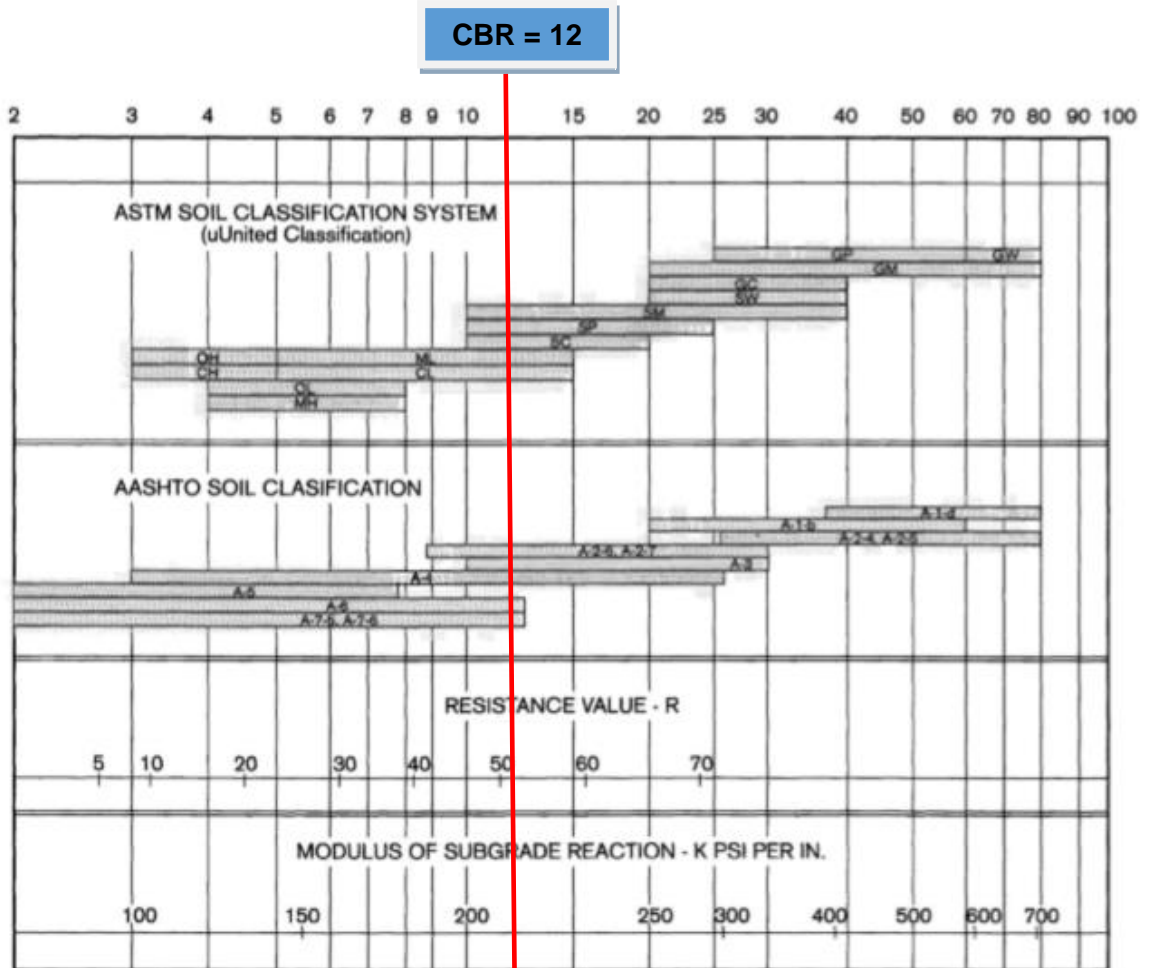 CBR = 12
2 3 4 5 6 7 8 9 10 15 20 25 30 40 50 60 70 80 90 100
ASTM SOIL CLASSIFICATION SYSTEM
(uUnited Classification)
GP GW
GM
GC
SW
SM
SP
SC
OH ML
CH CL
OL
MH
AASHTO SOIL CLASIFICATION
A-1-d
A-1-b
A-2-4, A-2-5
A-2-6, A-2-7
A-3
A-4
A-5
A-6
A-7-5, A-7-6
RESISTANCE VALUE - R
5 10 20 30 40 50 60 70
MODULUS OF SUBGRADE REACTION - K PSI PER IN.
100 150 200 250 300 400 500 600 700